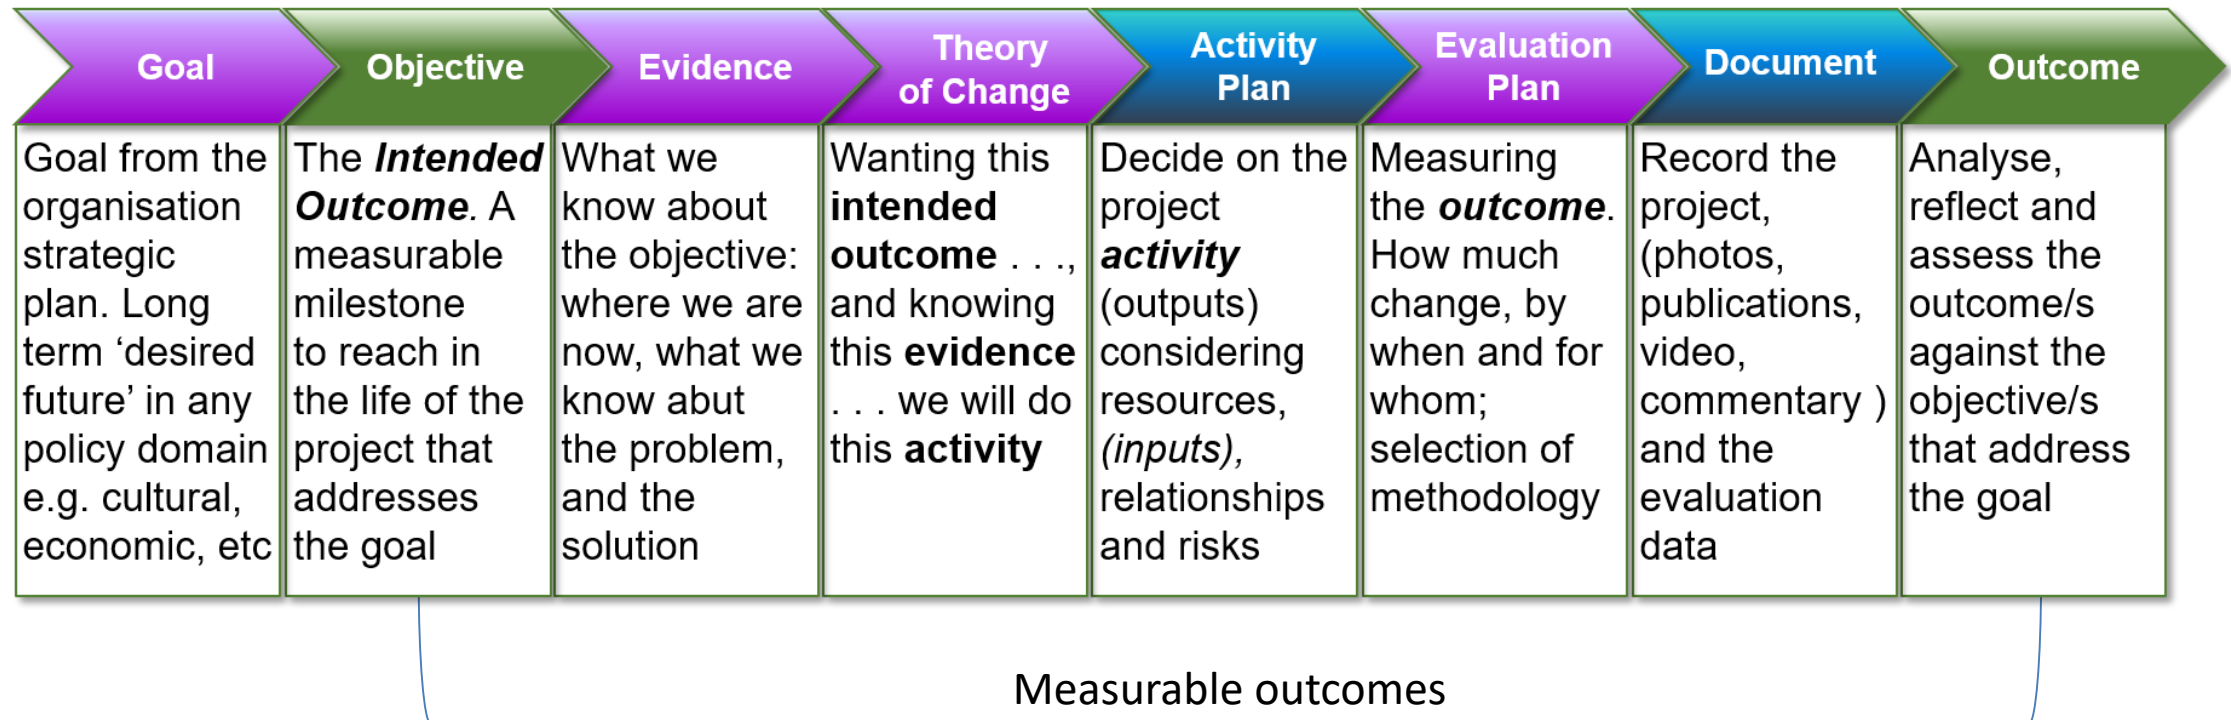 Goal
Goal from the
organisation
strategic
plan. Long
term ‘desired
future’ in any
policy domain
e.g. cultural,
economic, etc
Objective
The Intended
Outcome. A
measurable
milestone
to reach in
the life of the
project that
addresses
the goal
Evidence
What we
know about
the objective:
where we are
now, what we
know abut
the problem,
and the
solution
Theory
of Change
Wanting this
intended
outcome . . .,
and knowing
this evidence
. . . we will do
this activity
Activity
Plan
Decide on the
project
activity
(outputs)
considering
resources,
(inputs),
relationships
and risks
Evaluation
Plan
Measuring
the outcome.
How much
change, by
when and for
whom;
selection of
methodology
Document
Record the
project,
(photos,
publications,
video,
commentary )
and the
evaluation
data
Outcome
Analyse,
reflect and
assess the
outcome/s
against the
objective/s
that address
the goal
Measurable outcomes